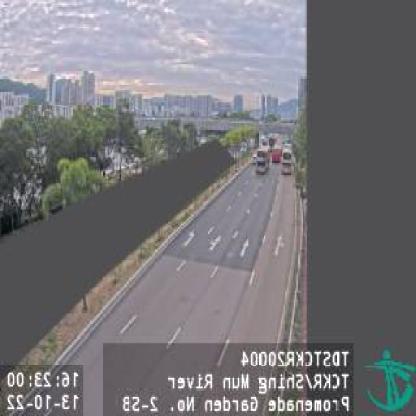 TDSTCKR20004
TCKR/Shing Mun River
Promenade Garden No. 2-SB
16:23:00
13-10-22